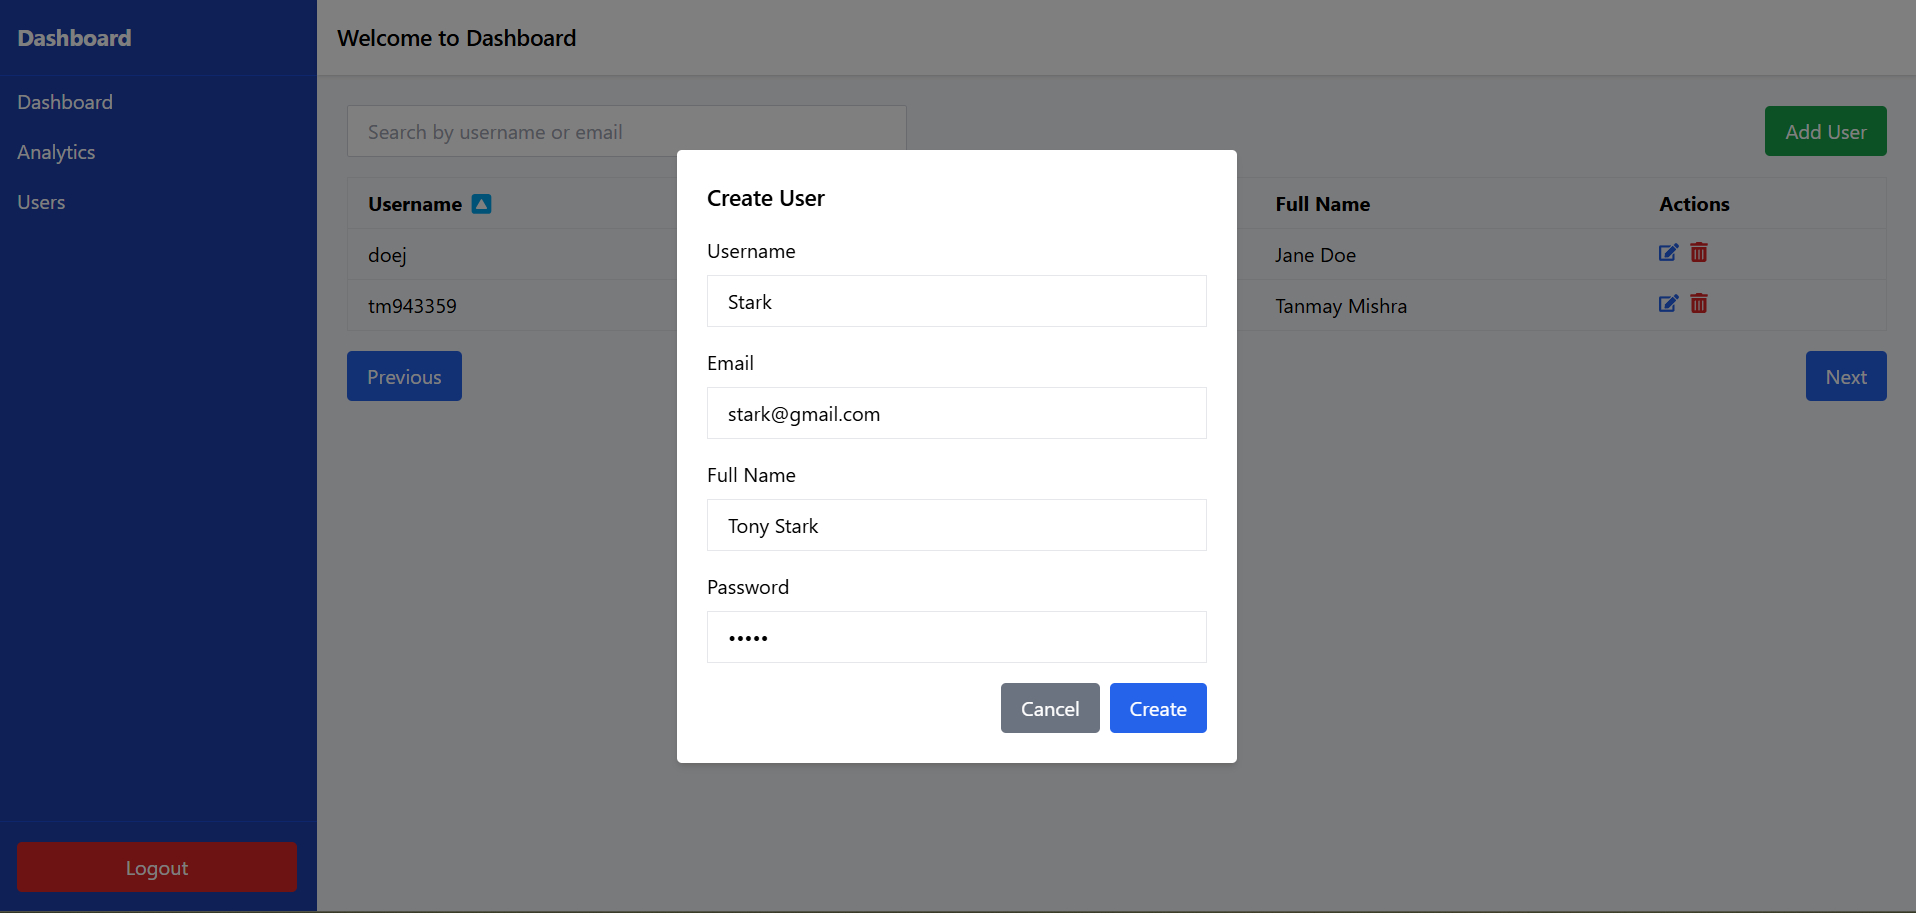 Dashboard
Dashboard
Analytics
Users
Logout
Welcome to Dashboard
Search by username or email
Add User
Username Full Name Actions
doej Jane Doe
tm943359 Tanmay Mishra
Previous Next
Create User
Username
Stark
Email
stark@gmail.com
Full Name
Tony Stark
Password
•••••
Cancel Create